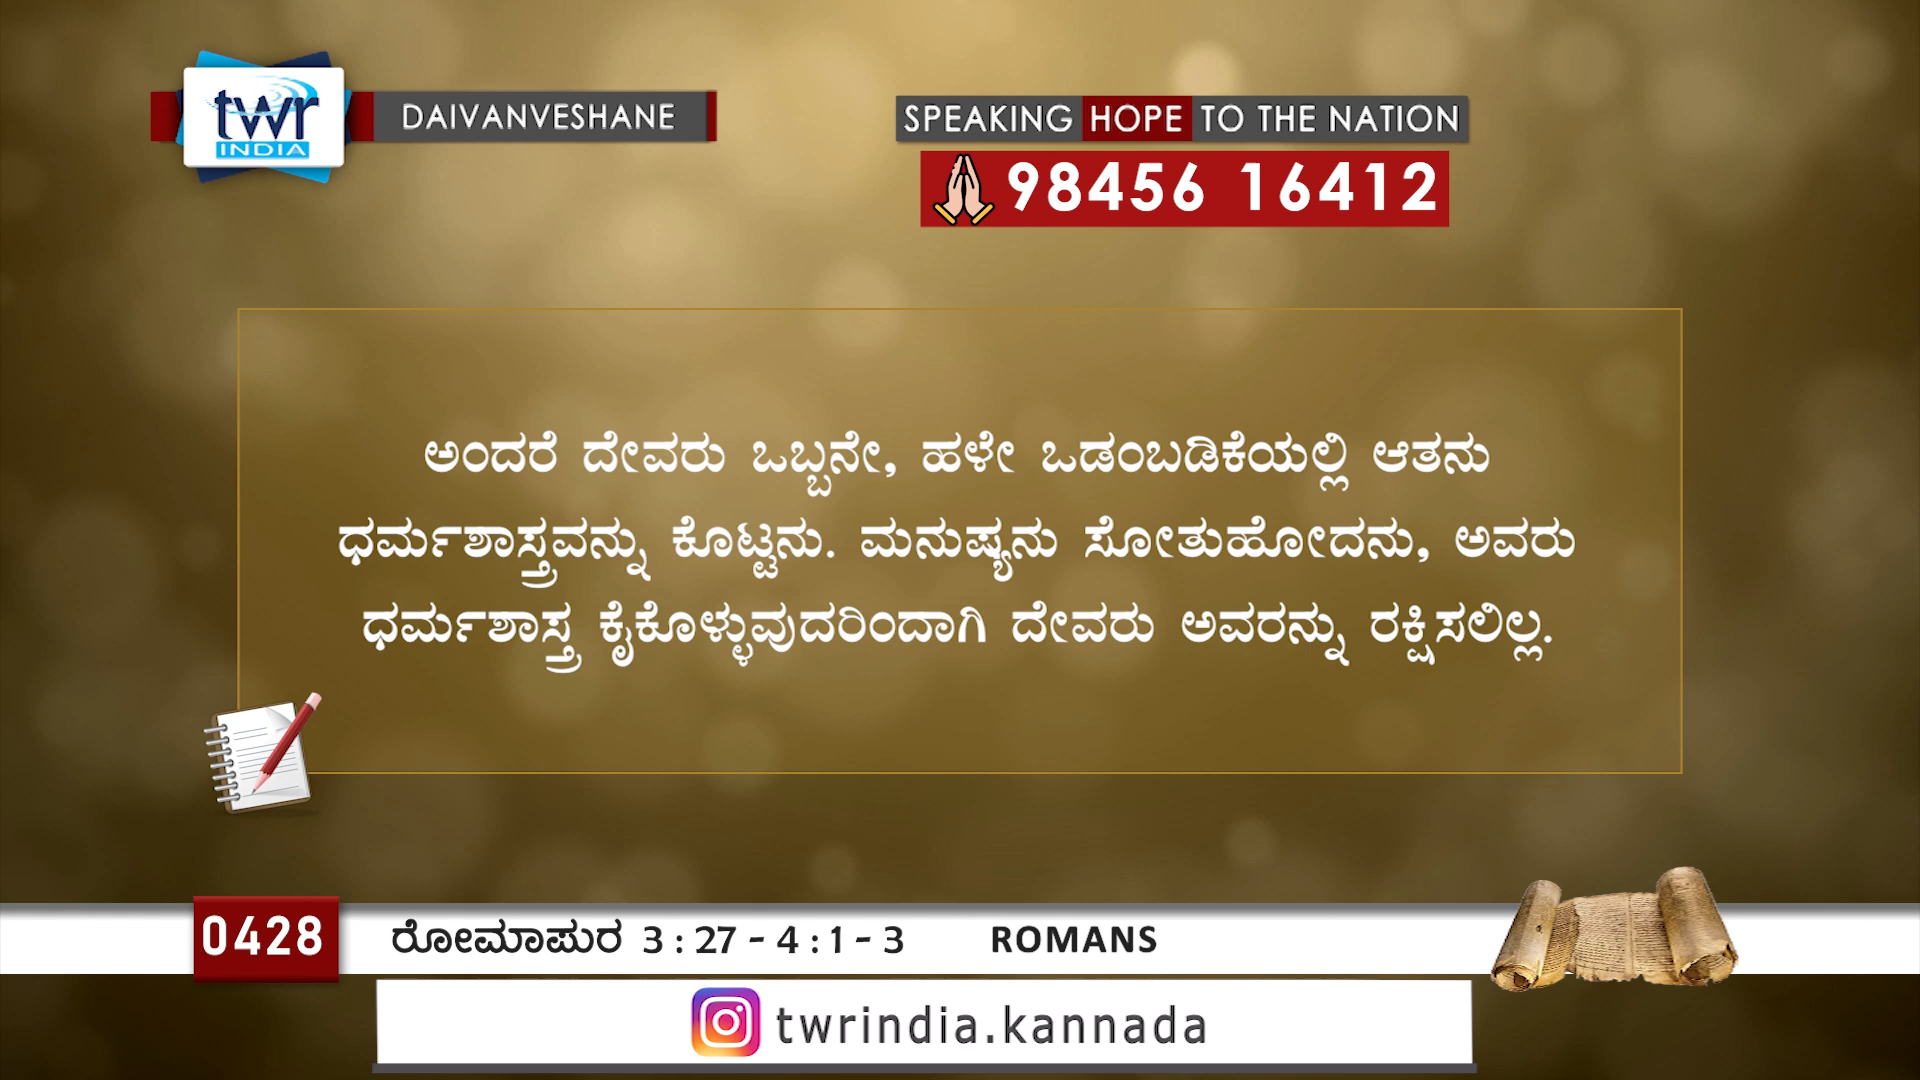 twr
INDIA
DAIVANVESHANE
SPEAKING HOPE TO THE NATION
98456 16412
ಅಂದರೆ ದೇವರು ಒಬ್ಬನೇ, ಹಳೇ ಒಡಂಬಡಿಕೆಯಲ್ಲಿ ಆತನು
ಧರ್ಮಶಾಸ್ತ್ರವನ್ನು ಕೊಟ್ಟನು. ಮನುಷ್ಯನು ಸೋತುಹೋದನು, ಅವರು
ಧರ್ಮಶಾಸ್ತ್ರ ಕೈಕೊಳ್ಳುವುದರಿಂದಾಗಿ ದೇವರು ಅವರನ್ನು ರಕ್ಷಿಸಲಿಲ್ಲ.
0428 ರೋಮಾಪುರ 3 : 27 - 4 : 1 - 3 ROMANS
twrindia.kannada